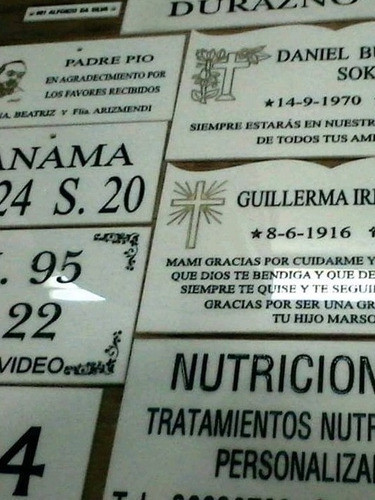 DURAZNO
PADRE PIO
EN AGRADECIMIENTO POR
LOS FAVORES RECIBIDOS
BEATRIZ Y Flia. ARIZMENDI
DANIEL
SOK
★14-9-1970
SIEMPRE ESTARÁS EN NUESTR
DE TODOS TUS AMI
ANAMA
24 S. 20
GUILLERMA
★8-6-1916
MAMI GRACIAS POR CUIDARME Y
QUE DIOS TE BENDIGA Y QUE DE
SIEMPRE TE QUISE Y TE SEGUI
GRACIAS POR SER UNA GR
TU HIJO MARSO
. 95
22
VIDEO
NUTRICION
TRATAMIENTOS NUTR
PERSONALIZA
4